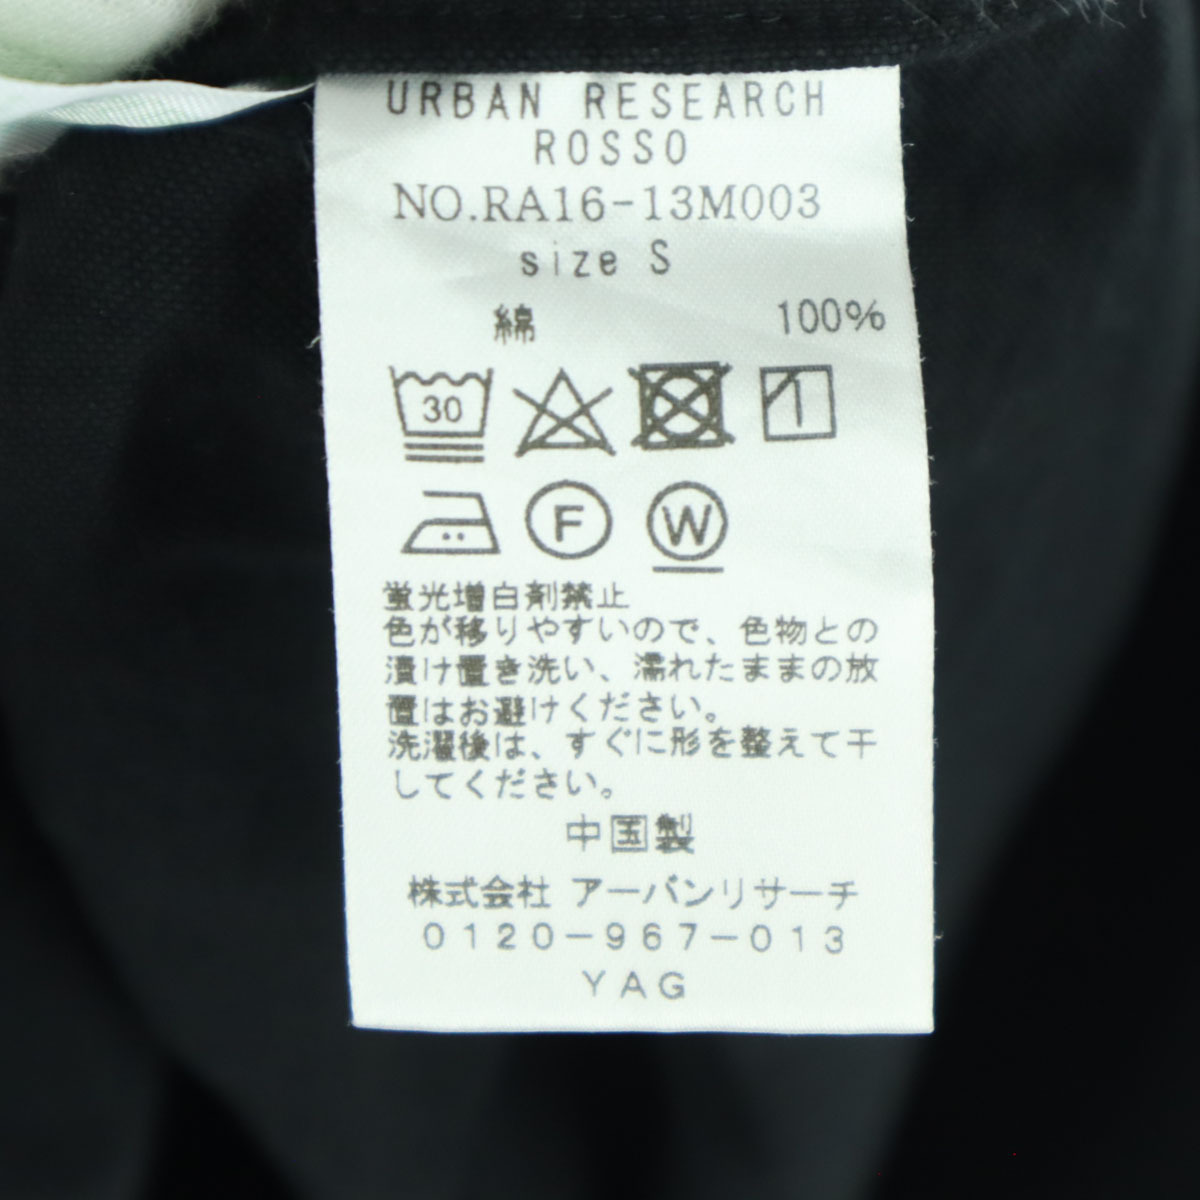 URBAN RESEARCH
ROSSO
NO.RA16-13M003
size S
綿 100%
30
F W
蛍光増白剤禁止
色が移りやすいので、色物との
漬け置き洗い、濡れたままの放
置はお避けください。
洗濯後は、すぐに形を整えて干
してください。
中国製
株式会社 アーバンリサーチ
0120-967-013
YAG